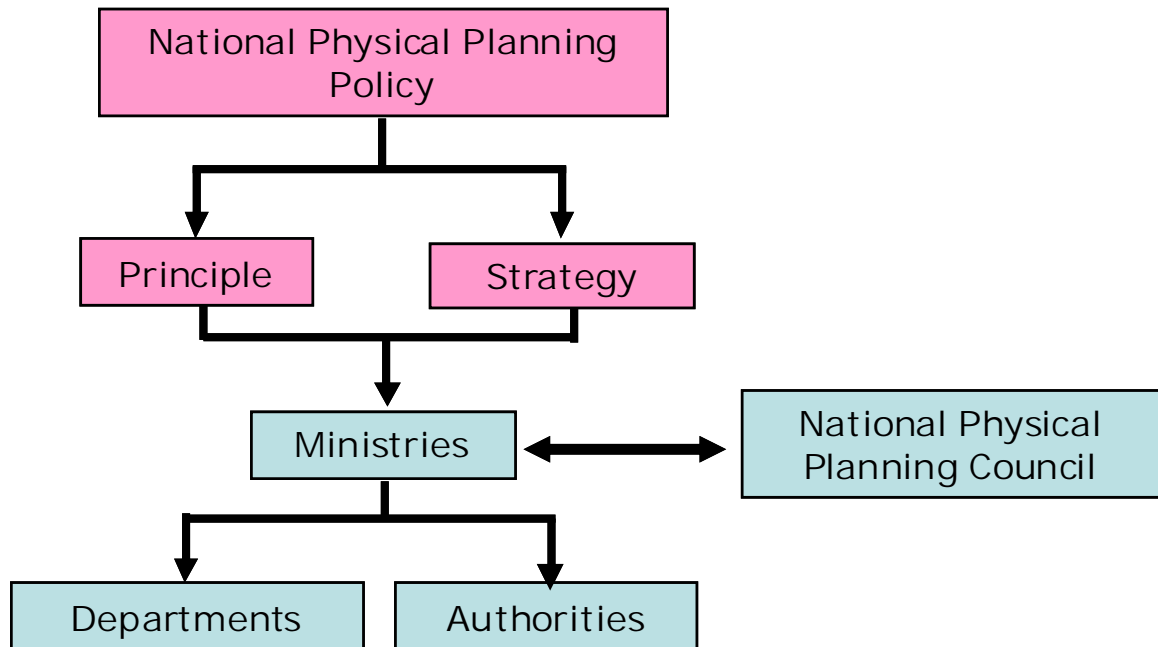 National Physical Planning
Policy
Principle
Strategy
Ministries
National Physical
Planning Council
Departments
Authorities